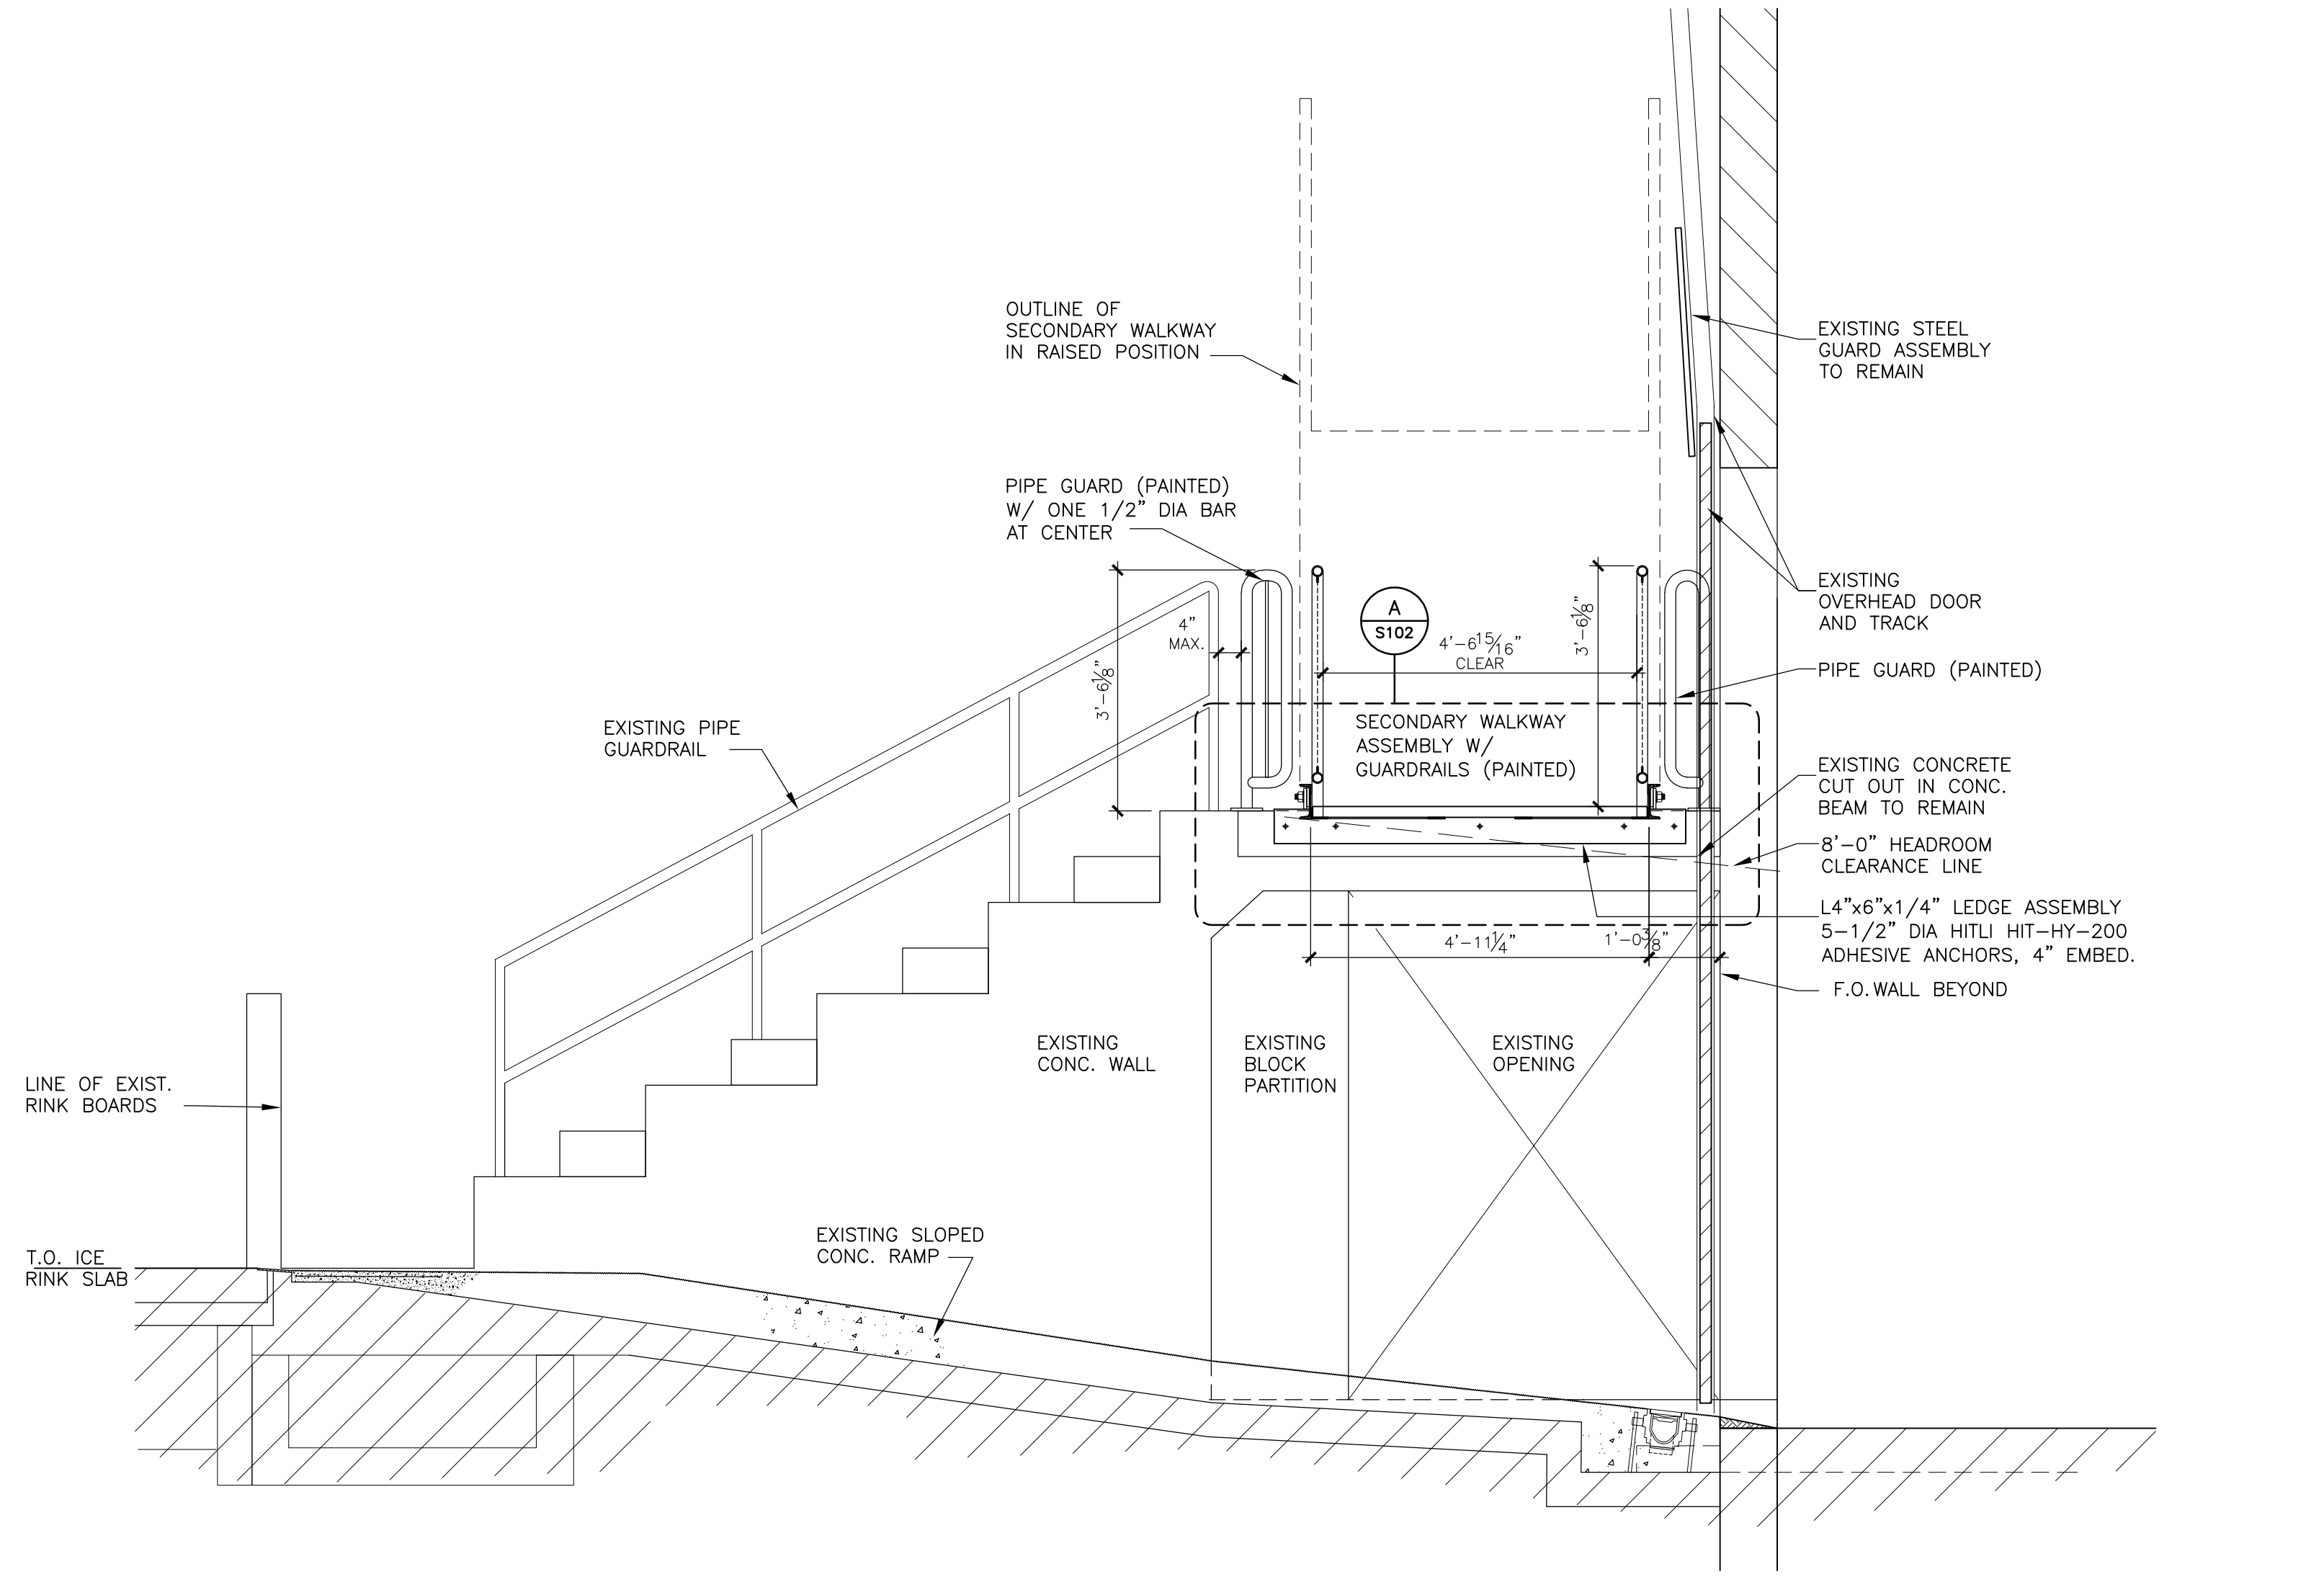 OUTLINE OF
SECONDARY WALKWAY
IN RAISED POSITION
EXISTING STEEL
GUARD ASSEMBLY
TO REMAIN
PIPE GUARD (PAINTED)
W/ ONE 1/2" DIA BAR
AT CENTER
EXISTING
OVERHEAD DOOR
AND TRACK
A
S102
4"
MAX.
3'-6 1/8"
4'-6 15/16"
CLEAR
3'-6 1/8"
PIPE GUARD (PAINTED)
EXISTING PIPE
GUARDRAIL
SECONDARY WALKWAY
ASSEMBLY W/
GUARDRAILS (PAINTED)
EXISTING CONCRETE
CUT OUT IN CONC.
BEAM TO REMAIN
8'-0" HEADROOM
CLEARANCE LINE
L4"x6"x1/4" LEDGE ASSEMBLY
5-1/2" DIA HITLI HIT-HY-200
ADHESIVE ANCHORS, 4" EMBED.
4'-11 1/4"
1'-0 3/8"
F.O. WALL BEYOND
EXISTING
CONC. WALL
EXISTING
BLOCK
PARTITION
EXISTING
OPENING
LINE OF EXIST.
RINK BOARDS
EXISTING SLOPED
CONC. RAMP
T.O. ICE
RINK SLAB